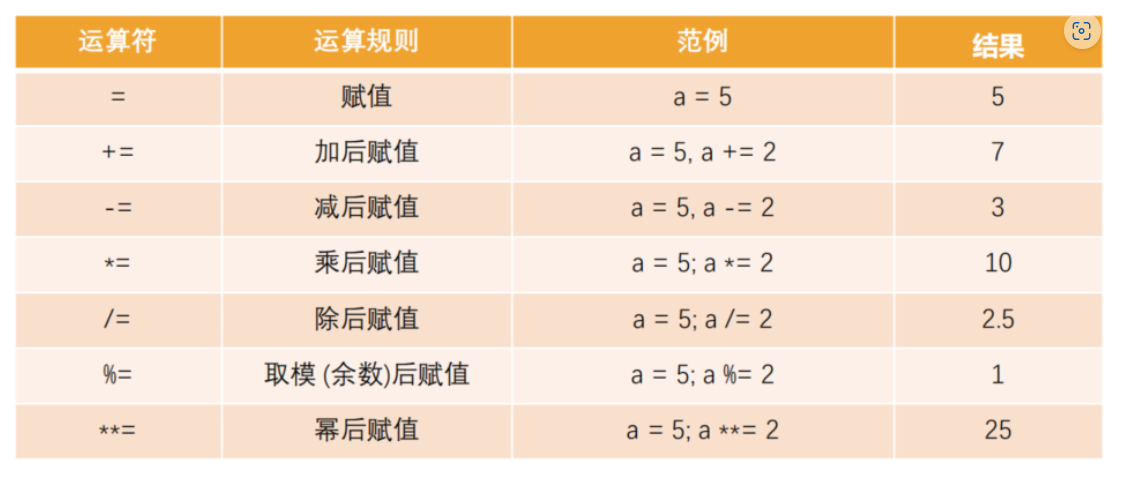 运算符 运算规则 范例 结果
= 赋值 a = 5 5
+= 加后赋值 a = 5, a += 2 7
-= 减后赋值 a = 5, a -= 2 3
*= 乘后赋值 a = 5; a *= 2 10
/= 除后赋值 a = 5; a /= 2 2.5
%= 取模 (余数)后赋值 a = 5; a %= 2 1
**= 幂后赋值 a = 5; a **= 2 25